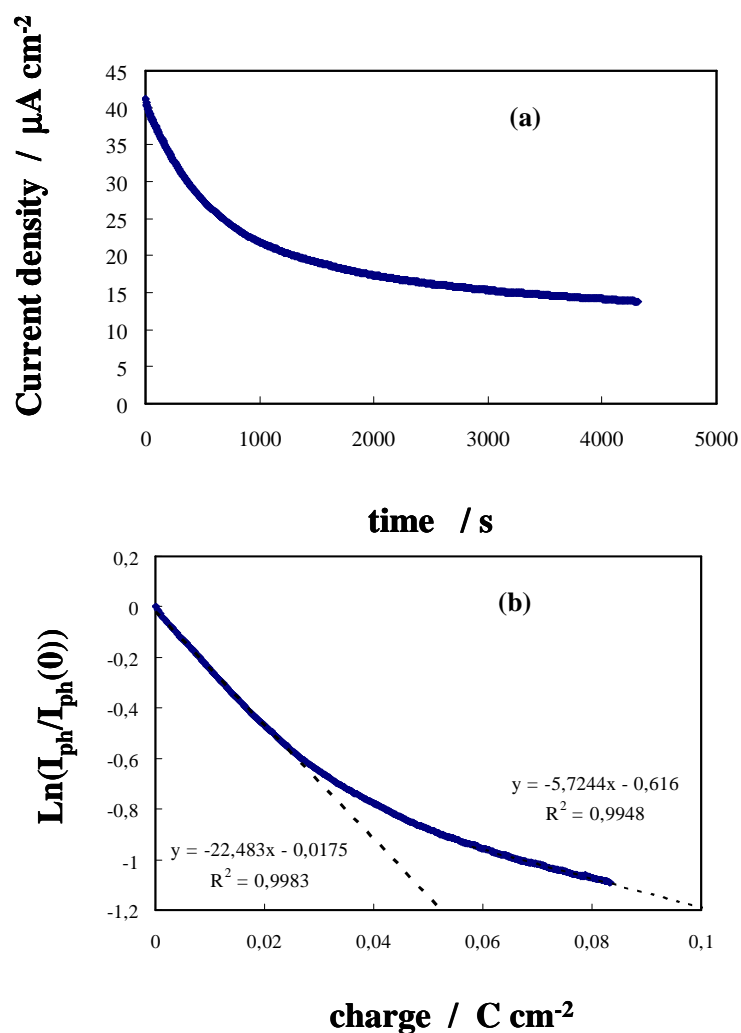 Current density / μA cm-2
45
40
35
30
25
20
15
10
5
0
(a)
0 1000 2000 3000 4000 5000
time / s
Ln(Iph/Iph(0))
0,2
0
-0,2
-0,4
-0,6
-0,8
-1
-1,2
(b)
y = -5,7244x - 0,616
R2 = 0,9948
y = -22,483x - 0,0175
R2 = 0,9983
0 0,02 0,04 0,06 0,08 0,1
charge / C cm-2